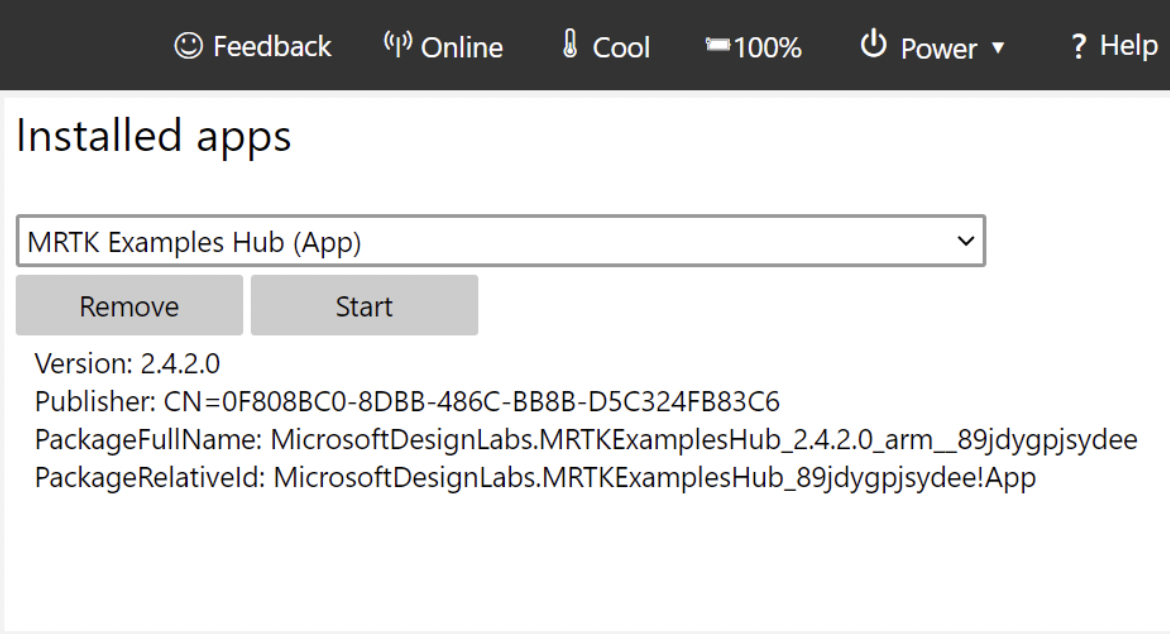 Feedback Online Cool 100% Power ▼ ? Help
Installed apps
MRTK Examples Hub (App)
Remove Start
Version: 2.4.2.0
Publisher: CN=0F808BC0-8DBB-486C-BB8B-D5C324FB83C6
PackageFullName: MicrosoftDesignLabs.MRTKExamplesHub_2.4.2.0_arm__89jdygpjsydee
PackageRelativeId: MicrosoftDesignLabs.MRTKExamplesHub_89jdygpjsydee!App